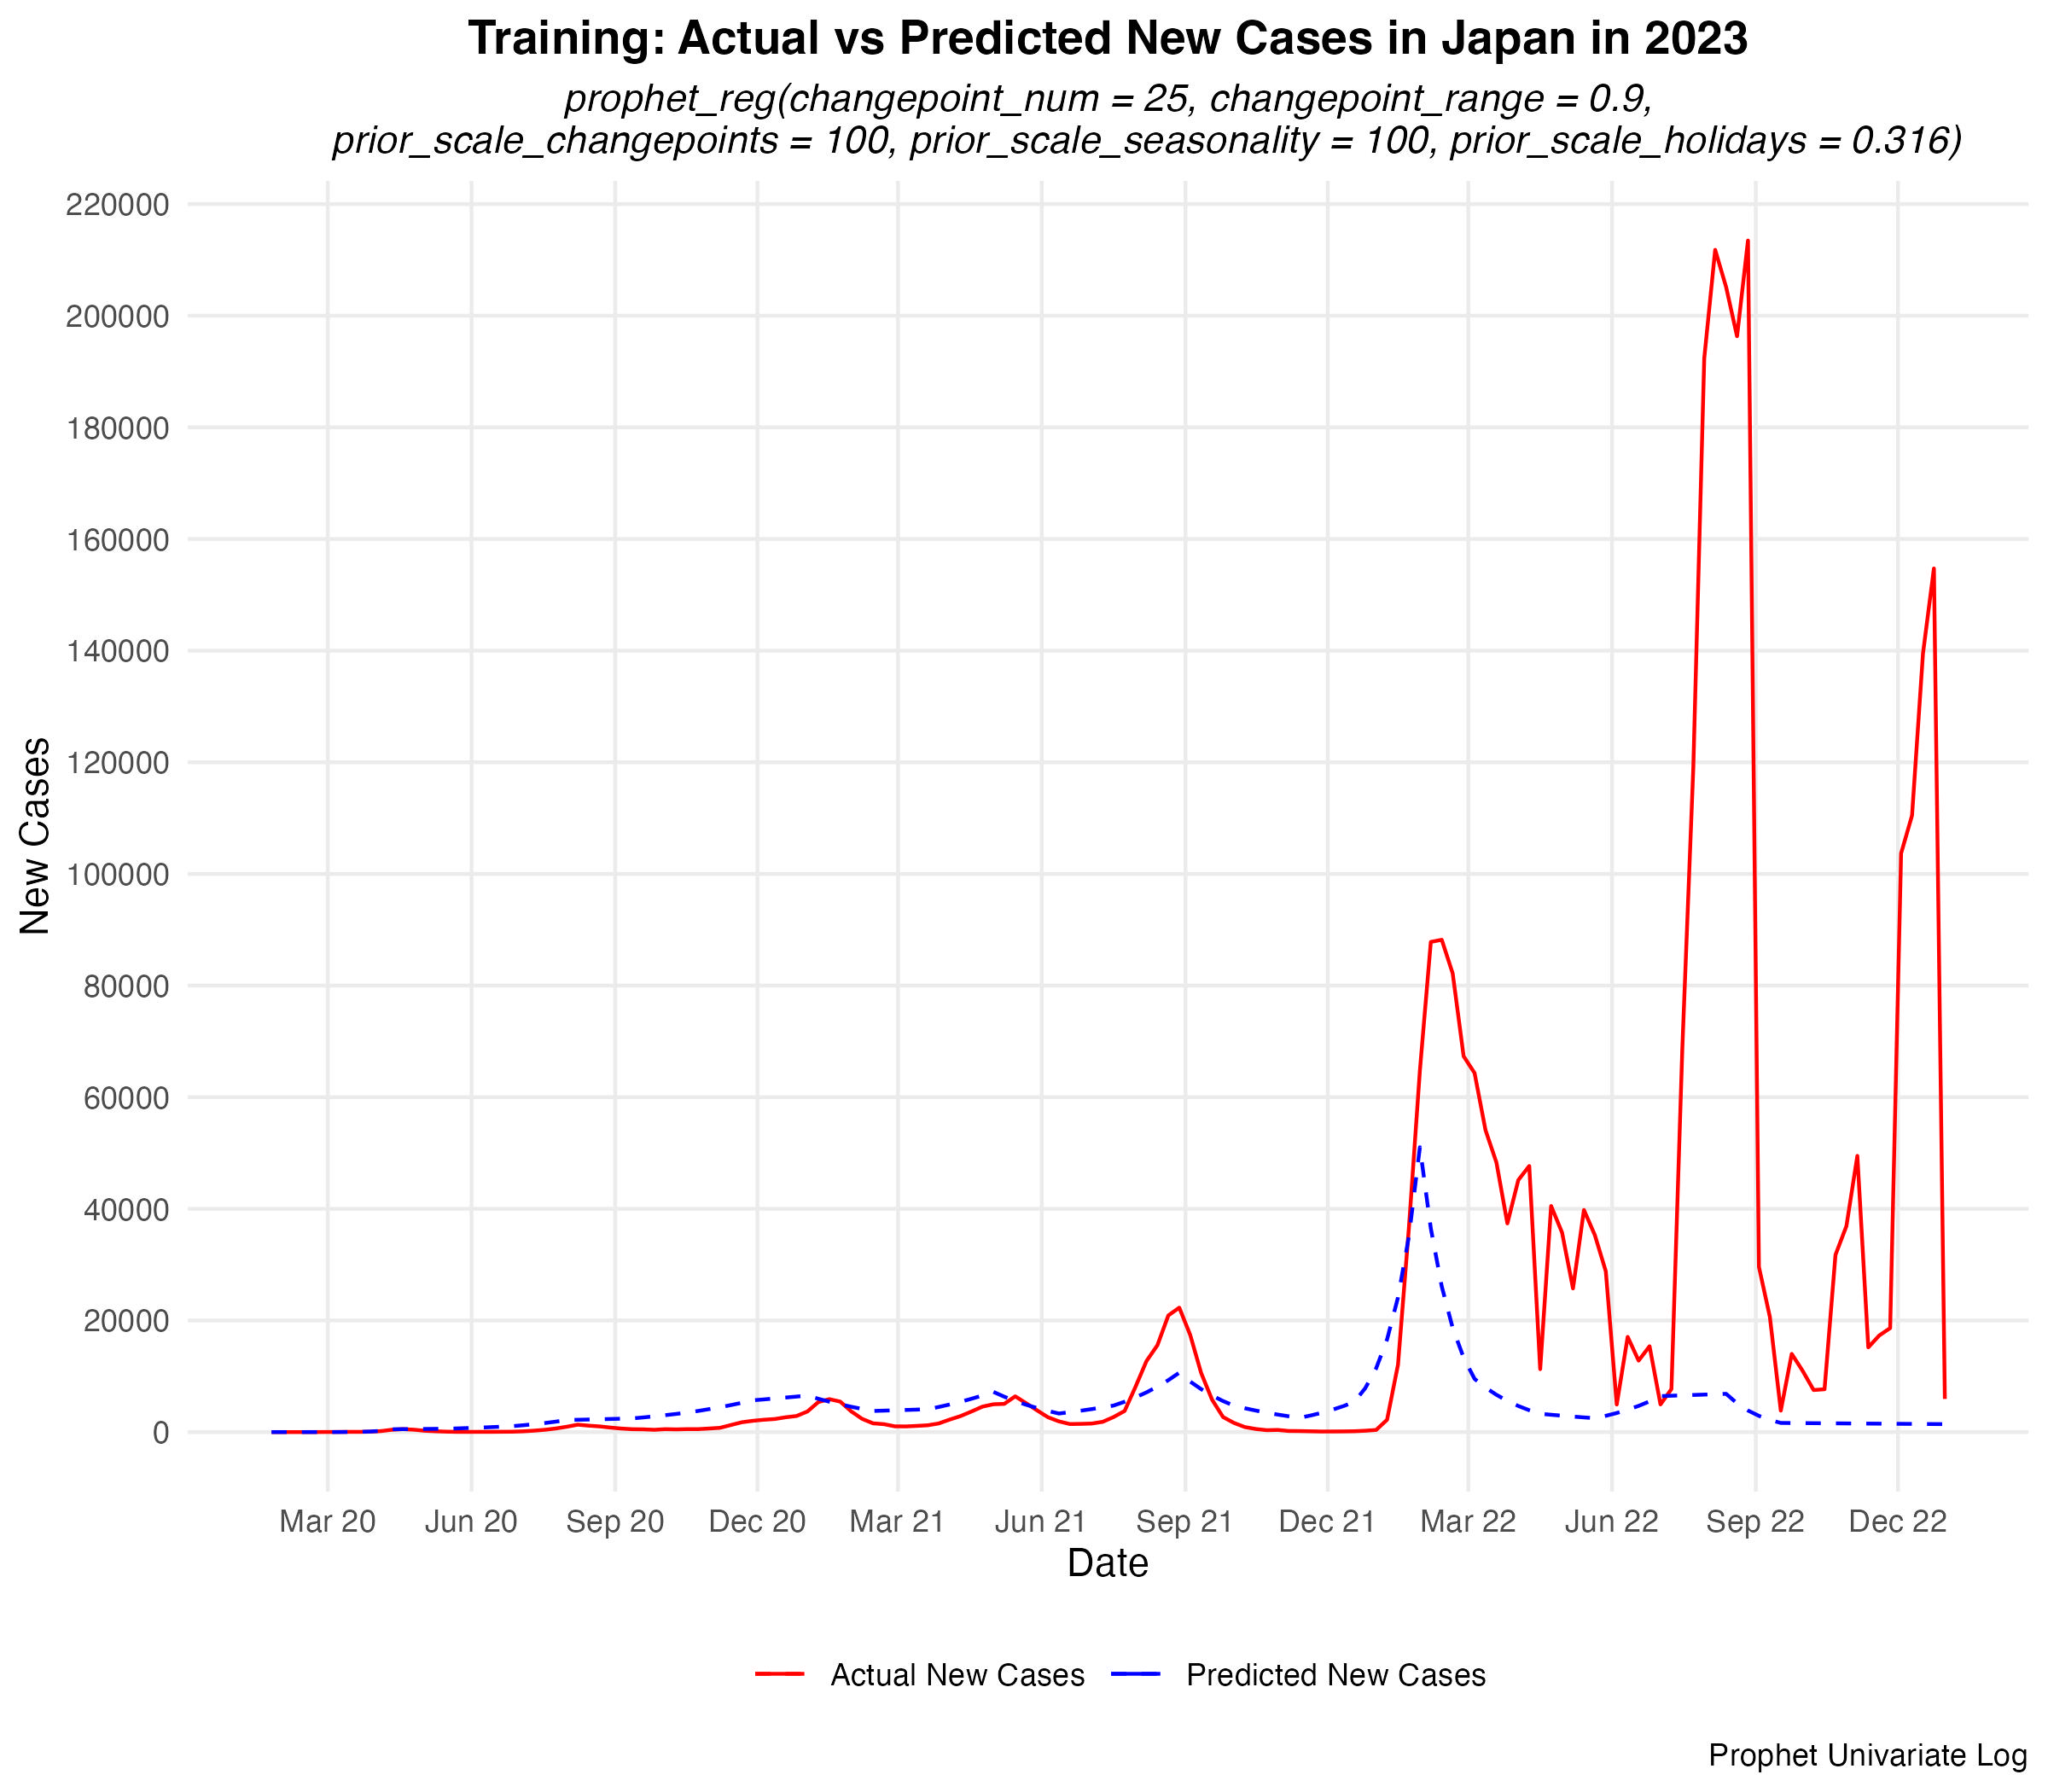 Training: Actual vs Predicted New Cases in Japan in 2023
prophet_reg(changepoint_num = 25, changepoint_range = 0.9,
prior_scale_changepoints = 100, prior_scale_seasonality = 100, prior_scale_holidays = 0.316)
New Cases
220000
200000
180000
160000
140000
120000
100000
80000
60000
40000
20000
0
Mar 20 Jun 20 Sep 20 Dec 20 Mar 21 Jun 21 Sep 21 Dec 21 Mar 22 Jun 22 Sep 22 Dec 22
Date
Actual New Cases Predicted New Cases
Prophet Univariate Log